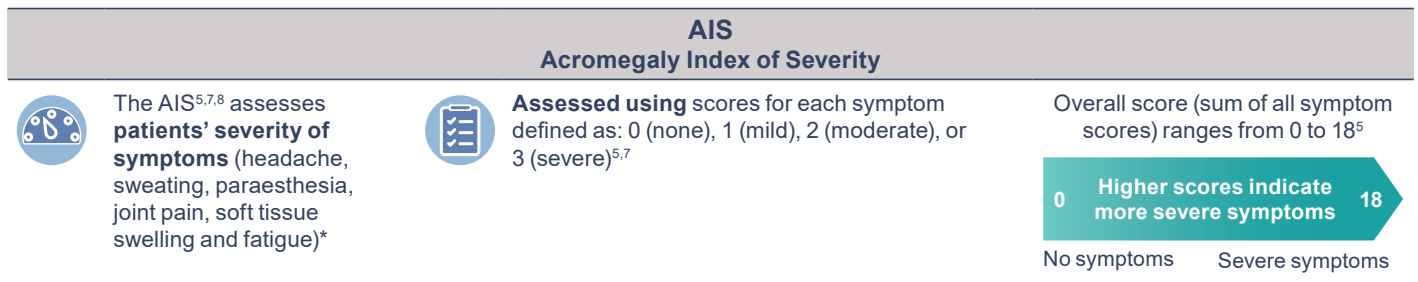 AIS
Acromegaly Index of Severity
The AIS5,7,8 assesses
patients’ severity of
symptoms (headache,
sweating, paraesthesia,
joint pain, soft tissue
swelling and fatigue)*
Assessed using scores for each symptom
defined as: 0 (none), 1 (mild), 2 (moderate), or
3 (severe)5,7
Overall score (sum of all symptom
scores) ranges from 0 to 185
0 Higher scores indicate
more severe symptoms 18
No symptoms Severe symptoms